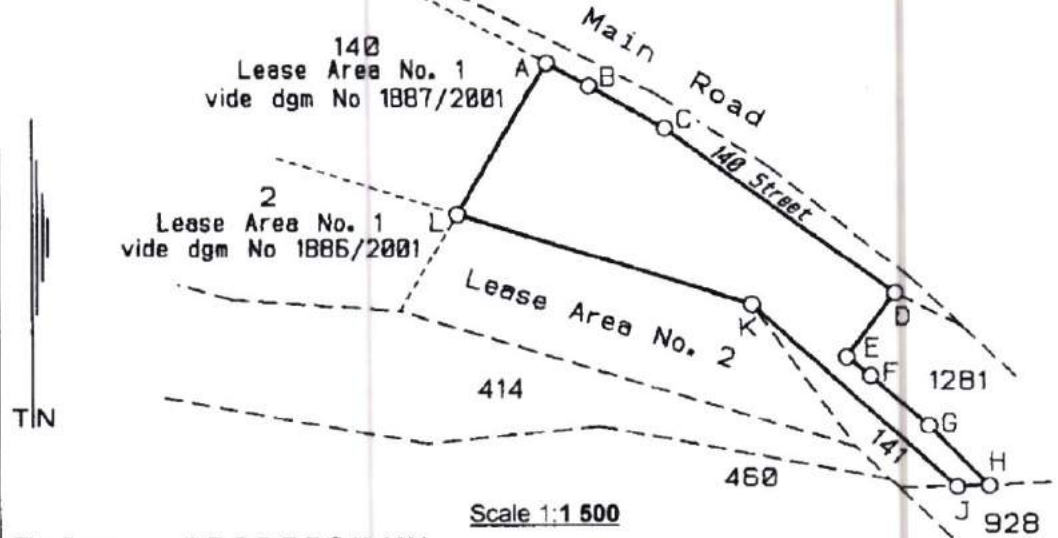 Main Road
140
Lease Area No. 1
vide dgm No 1887/2001
A
B
C
140 Street
2
Lease Area No. 1
vide dgm No 1886/2001
L
D
Lease Area No. 2
K
E
F
1281
414
TN
G
141
460
H
J
928
Scale 1:1 500